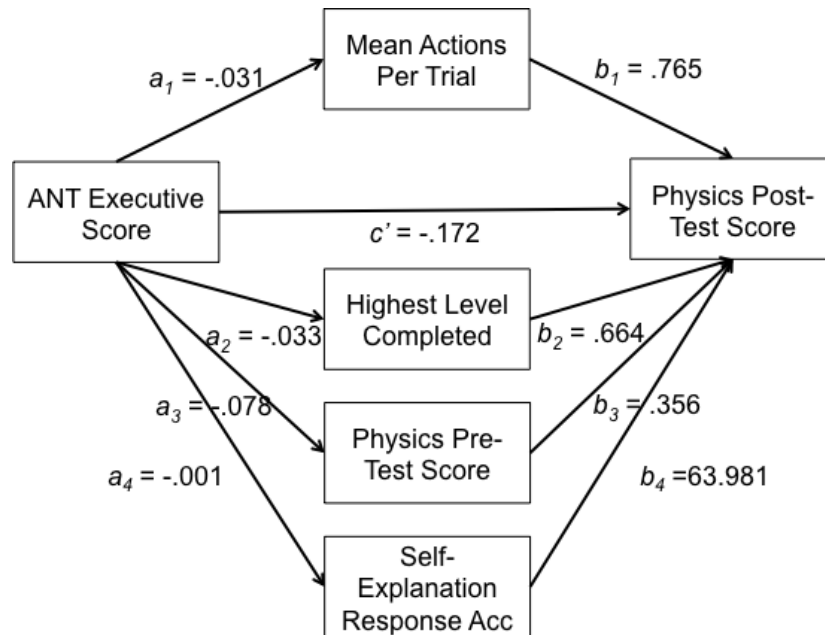 Mean Actions
Per Trial
a1 = -.031
b1 = .765
ANT Executive
Score
Physics Post-
Test Score
c' = -.172
Highest Level
Completed
a2 = -.033
b2 = .664
a3 = -.078
b3 = .356
Physics Pre-
Test Score
a4 = -.001
b4 =63.981
Self-
Explanation
Response Acc